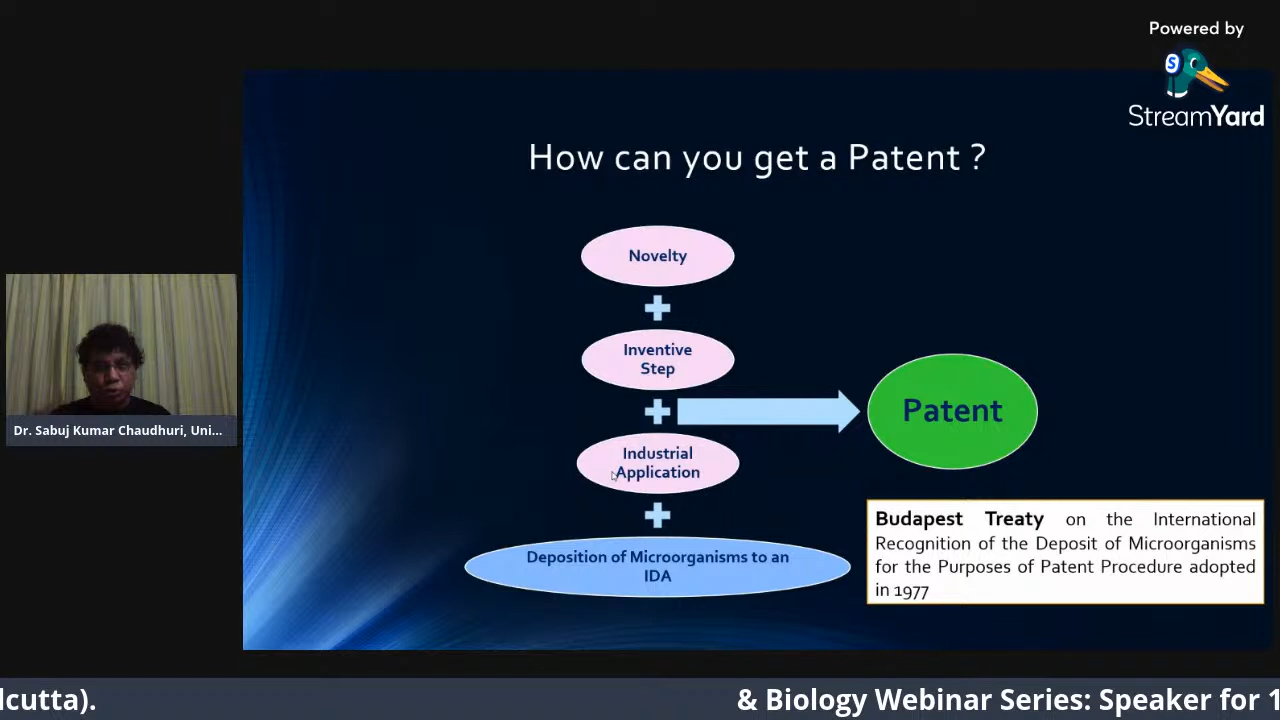 Powered by
S
StreamYard
How can you get a Patent ?
Novelty
Inventive
Step
Patent
Industrial
Application
Deposition of Microorganisms to an
IDA
Budapest Treaty on the International
Recognition of the Deposit of Microorganisms
for the Purposes of Patent Procedure adopted
in 1977
Dr. Sabuj Kumar Chaudhuri, Uni...
lcutta).
& Biology Webinar Series: Speaker for 1